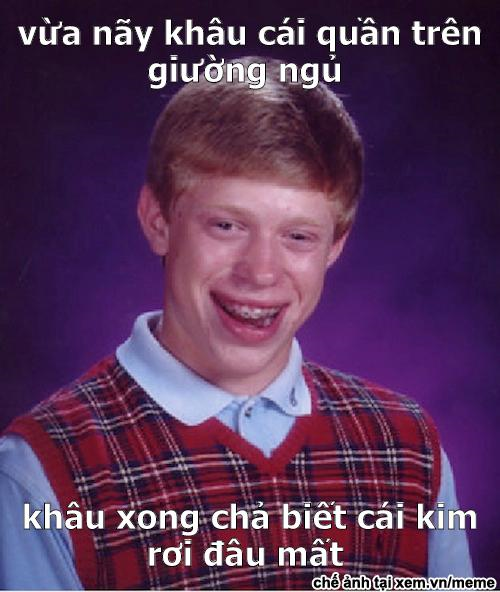 vừa nãy khâu cái quần trên
giường ngủ
khâu xong chả biết cái kim
rơi đâu mất
chế ảnh tại xem.vn/meme